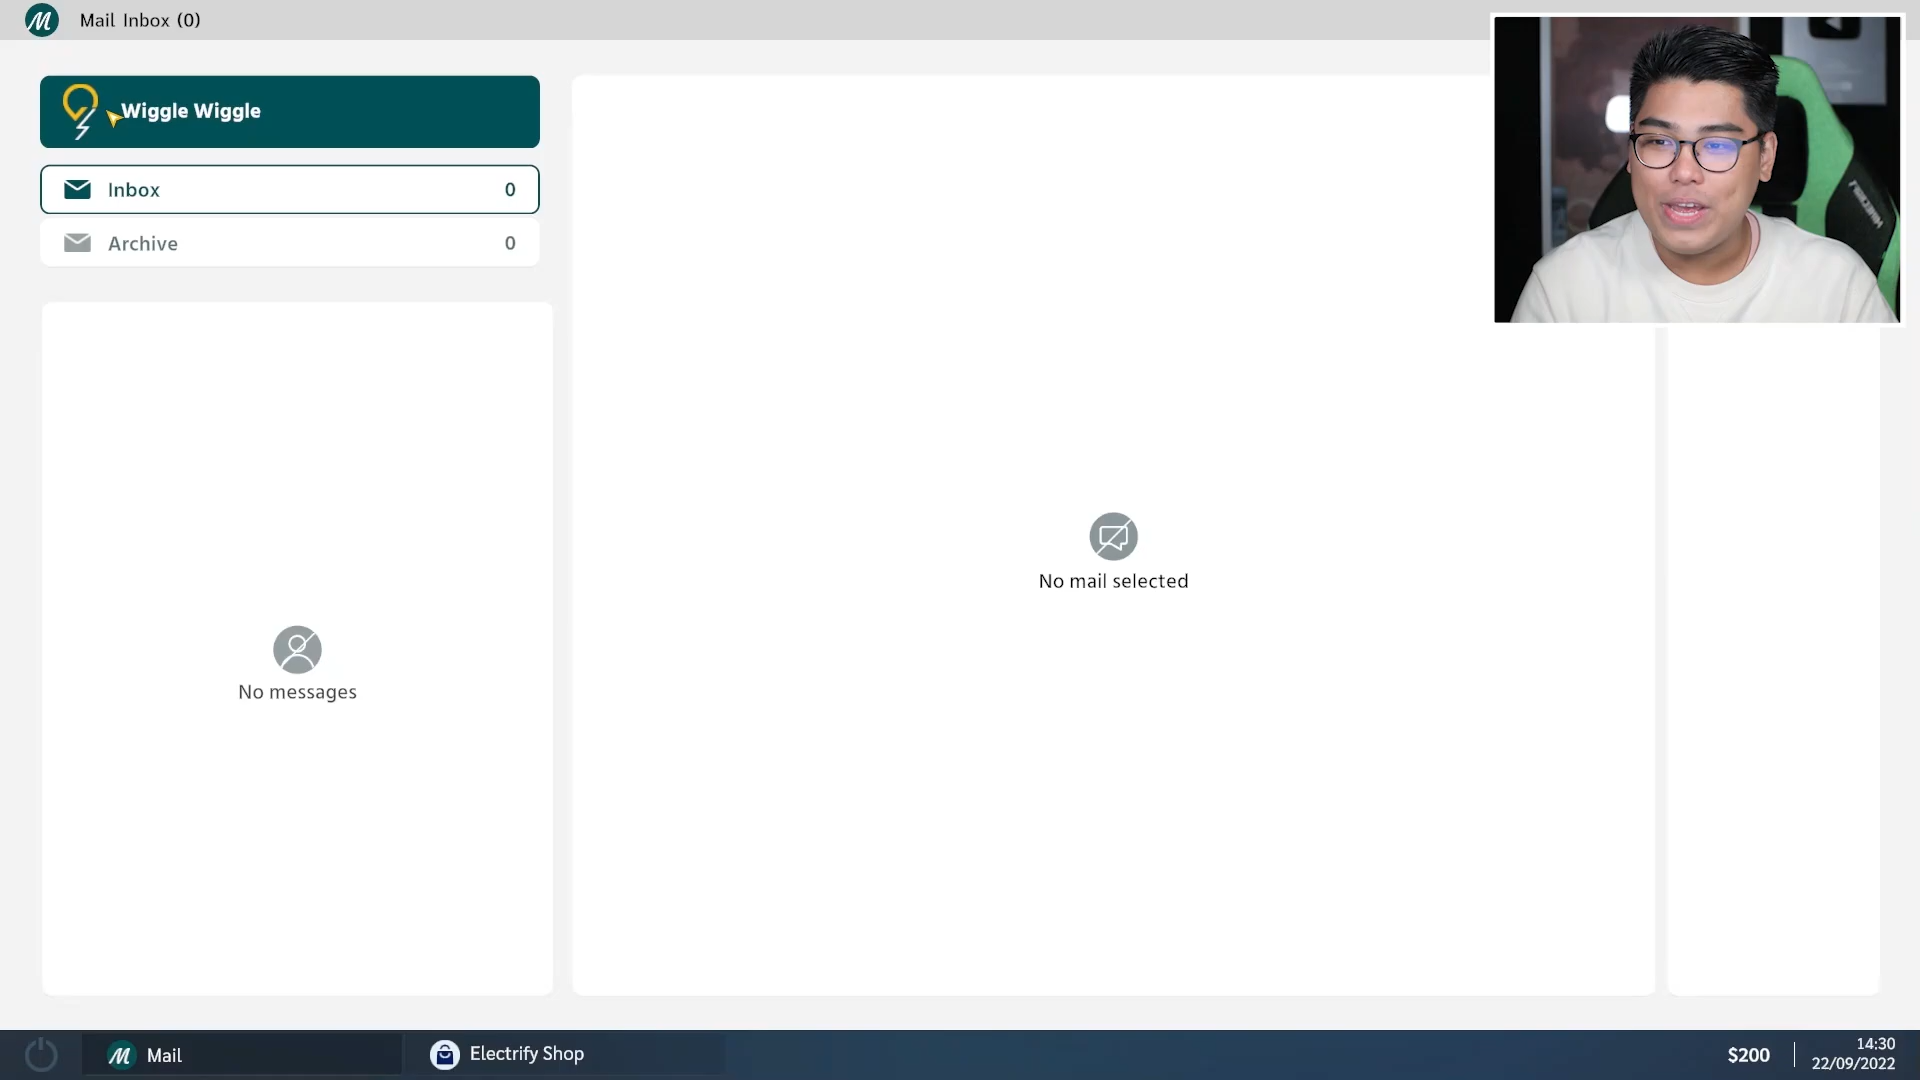 Mail Inbox (0)
Wiggle Wiggle
Inbox 0
Archive 0
No messages
No mail selected
Mail
Electrify Shop
$200
14:30
22/09/2022